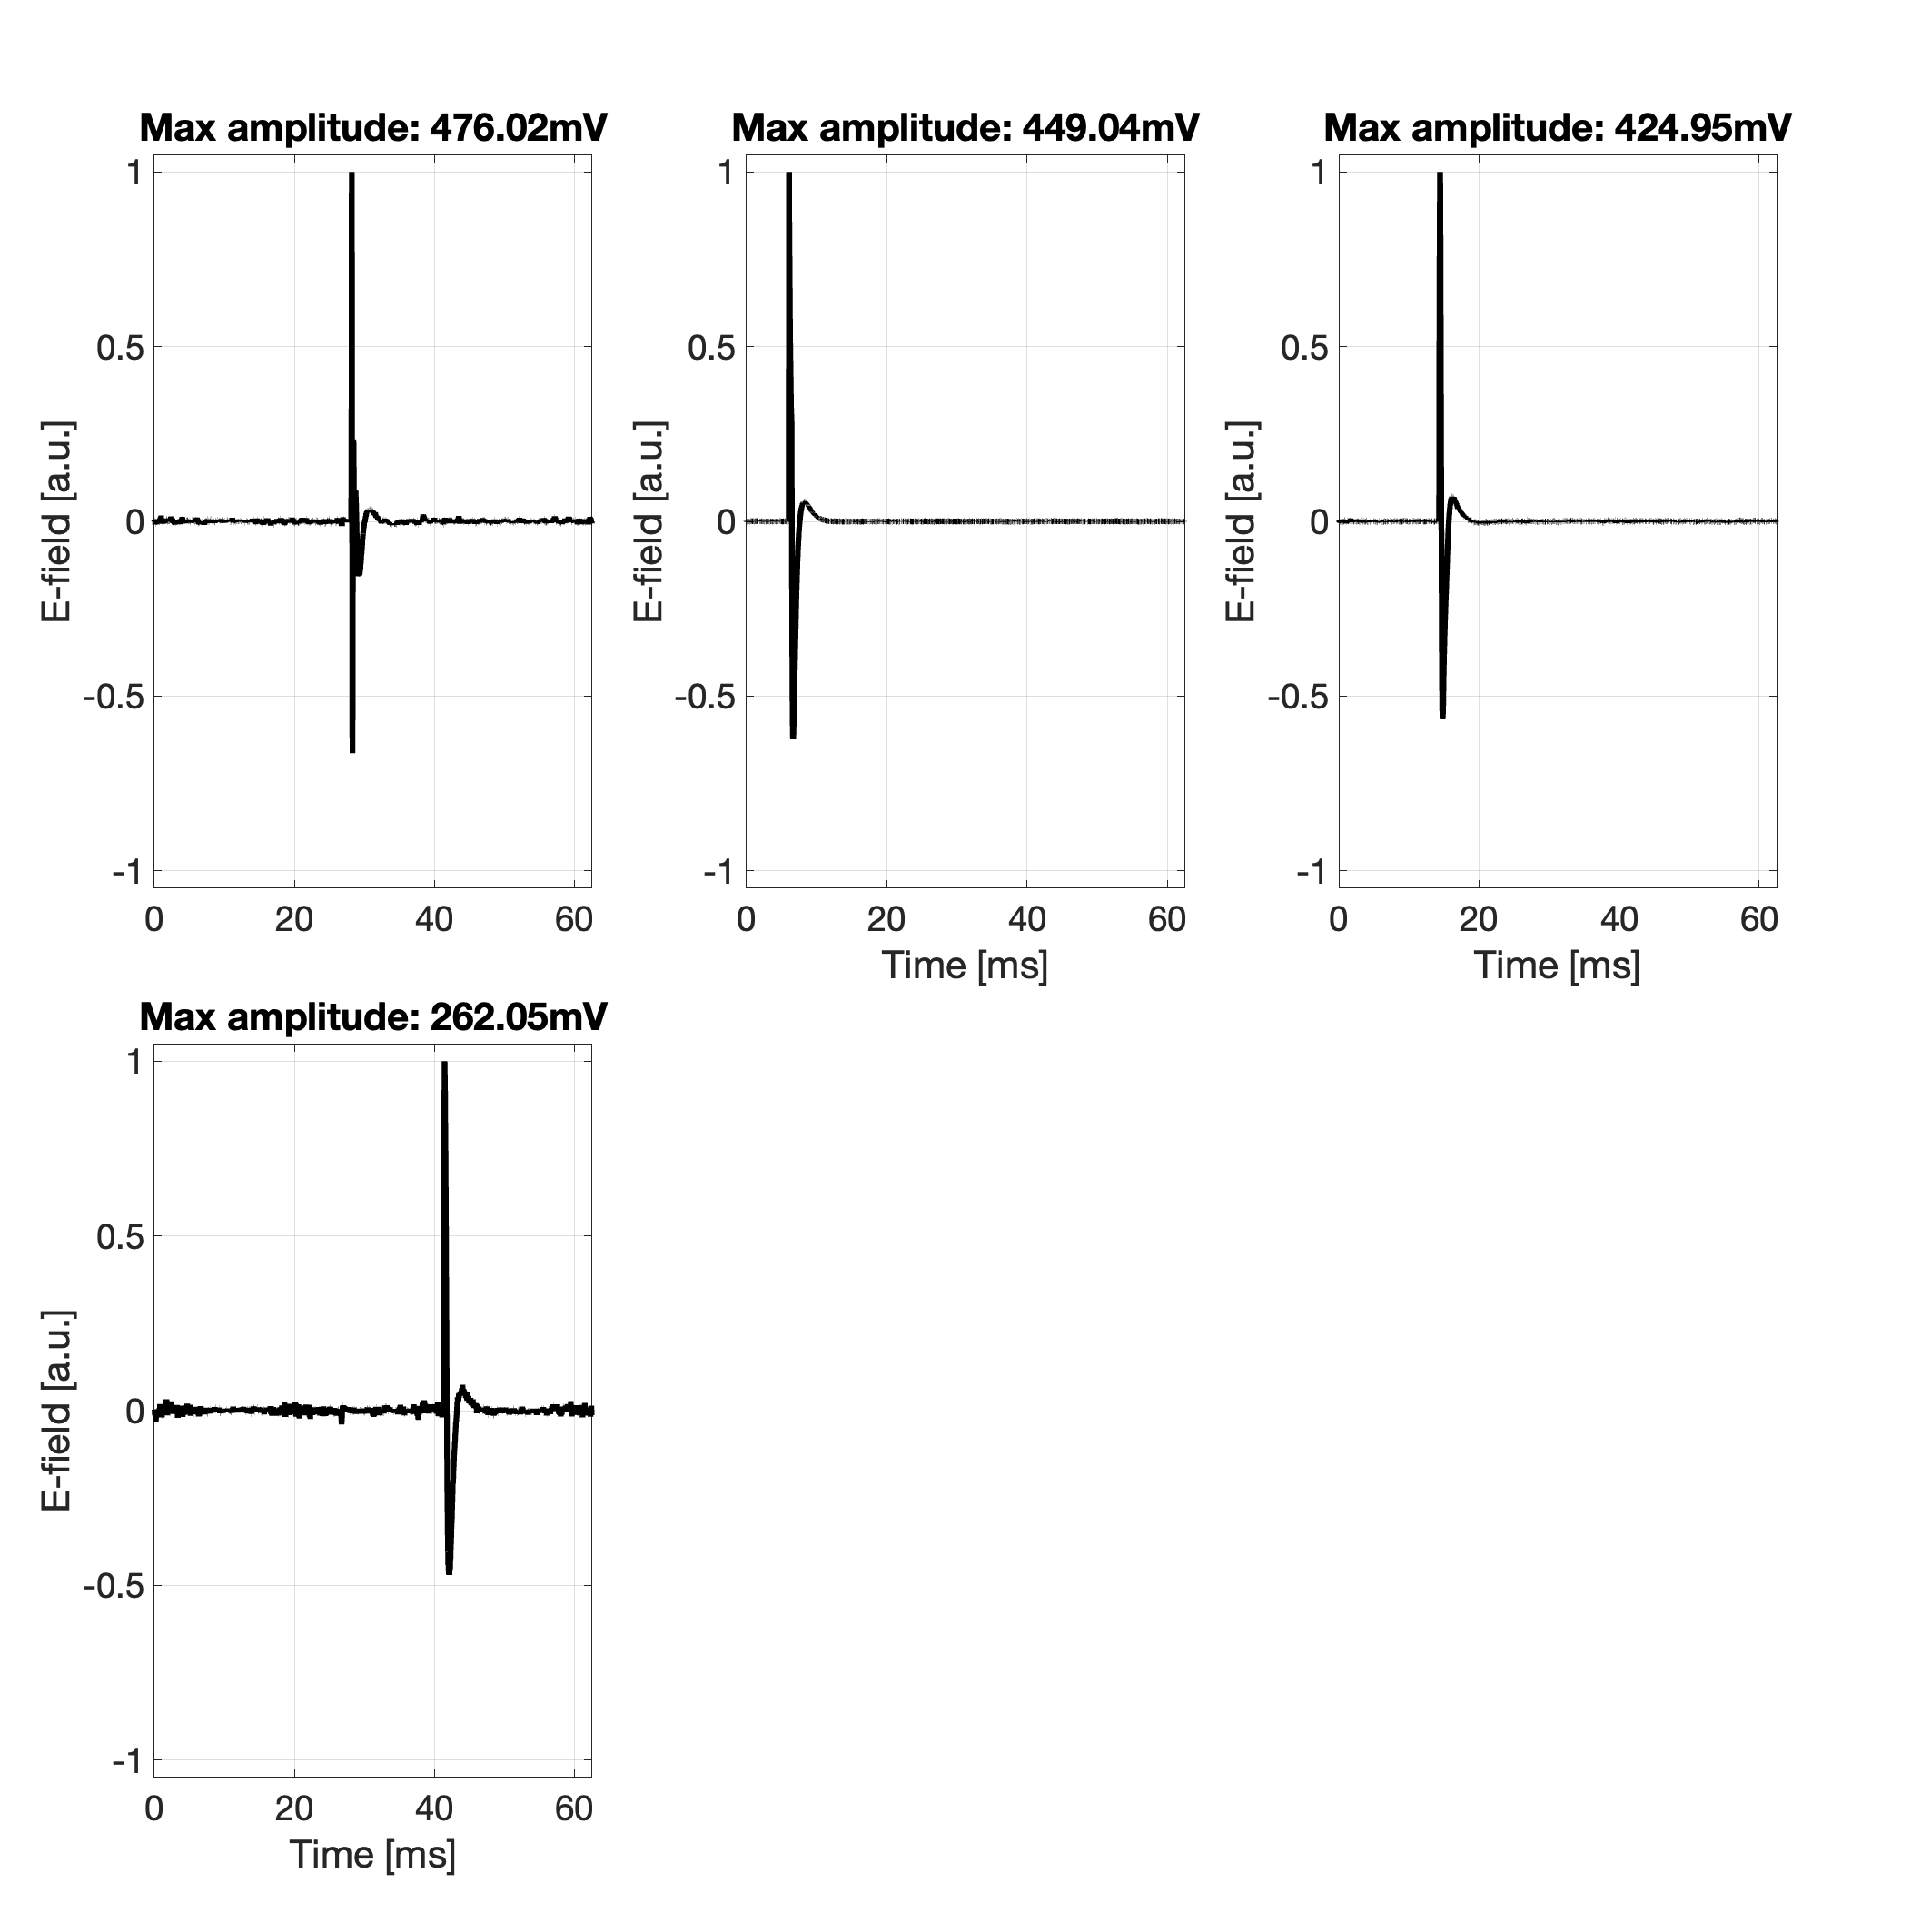 Max amplitude: 476.02mV
1
0.5
0
-0.5
-1
E-field [a.u.]
0 20 40 60
Max amplitude: 449.04mV
1
0.5
0
-0.5
-1
E-field [a.u.]
0 20 40 60
Time [ms]
Max amplitude: 424.95mV
1
0.5
0
-0.5
-1
E-field [a.u.]
0 20 40 60
Time [ms]
Max amplitude: 262.05mV
1
0.5
0
-0.5
-1
E-field [a.u.]
0 20 40 60
Time [ms]